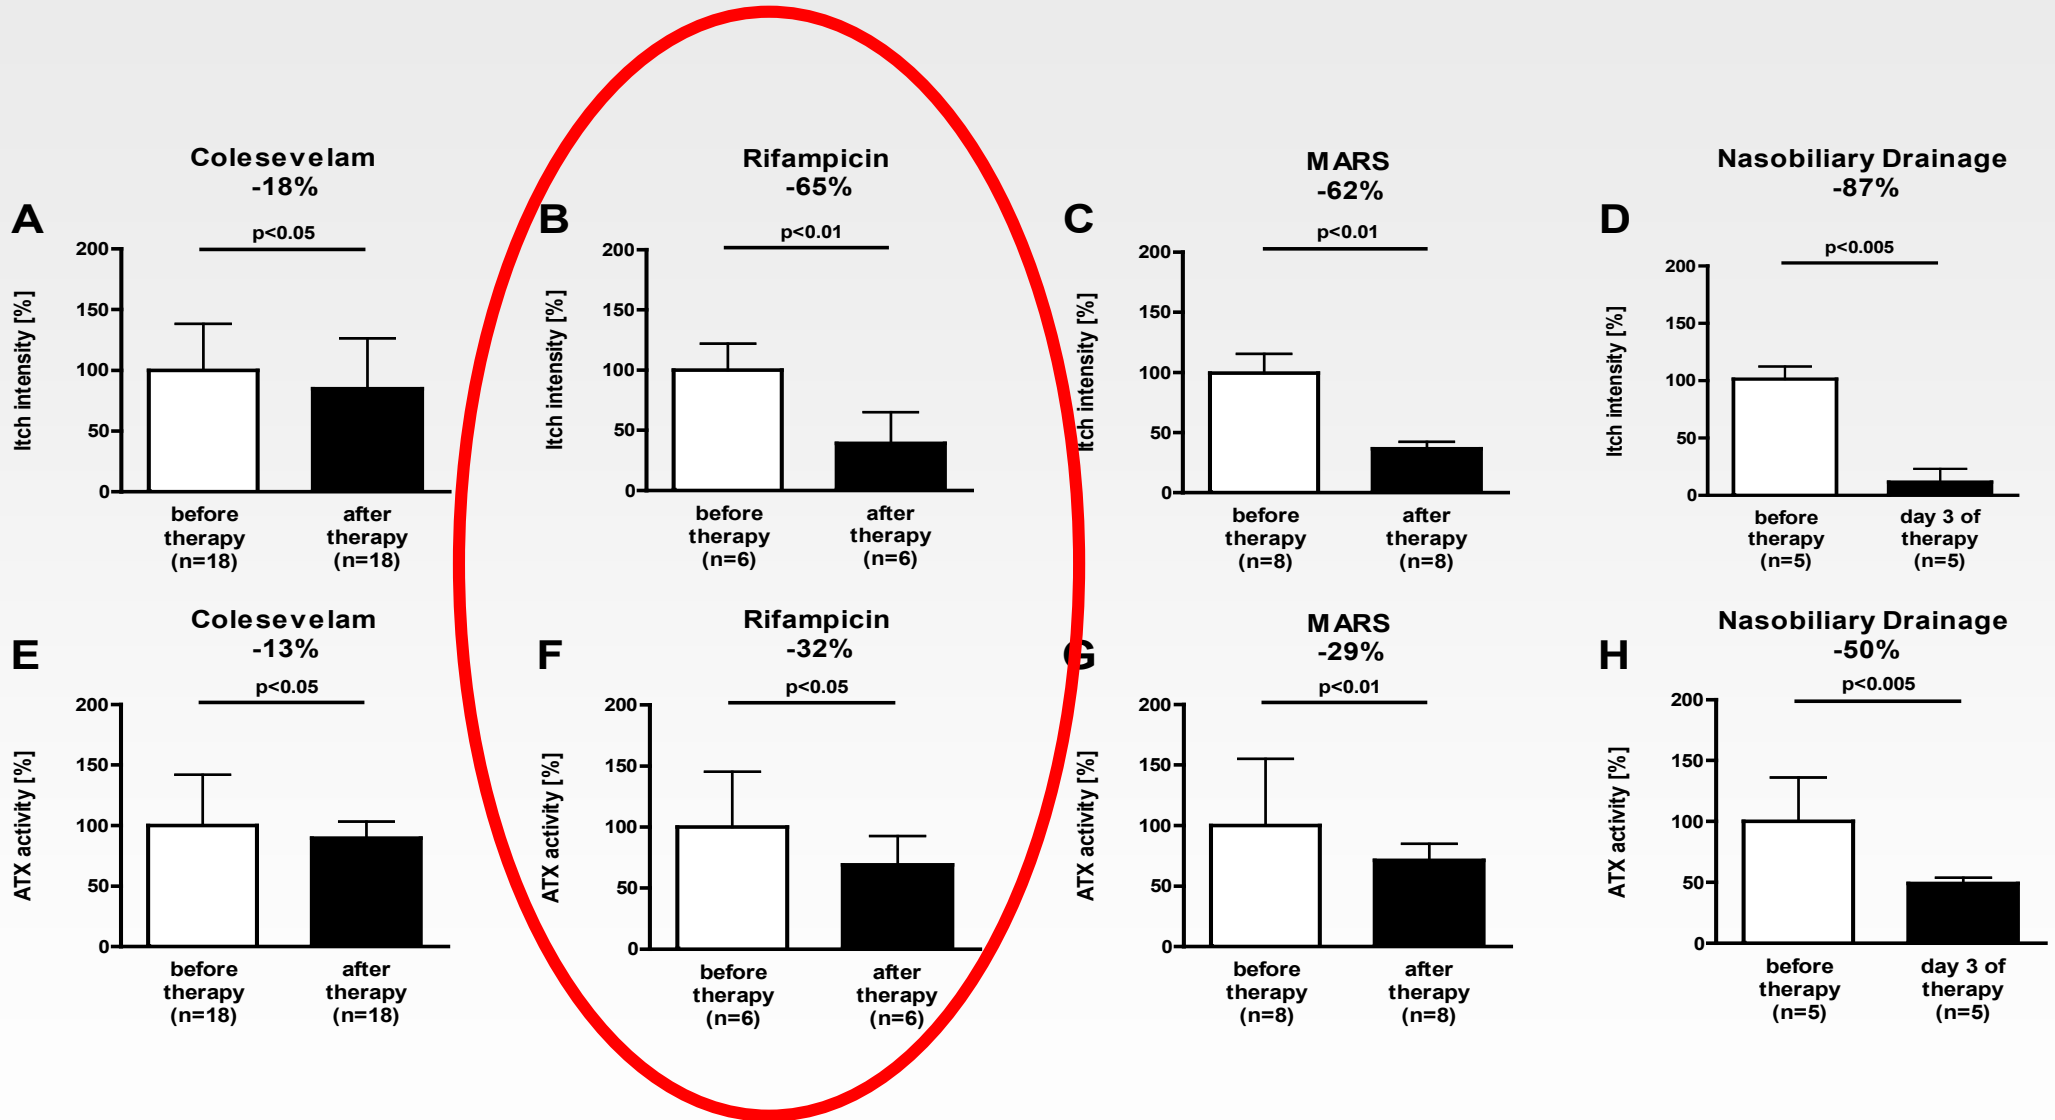 Colesevelam
-18%
A
p<0.05
200
150
100
50
0
Itch intensity [%]
before
therapy
(n=18)
after
therapy
(n=18)
Rifampicin
-65%
B
p<0.01
200
150
100
50
0
Itch intensity [%]
before
therapy
(n=6)
after
therapy
(n=6)
MARS
-62%
C
p<0.01
200
150
100
50
0
Itch intensity [%]
before
therapy
(n=8)
after
therapy
(n=8)
Nasobiliary Drainage
-87%
D
p<0.005
200
150
100
50
0
Itch intensity [%]
before
therapy
(n=5)
day 3 of
therapy
(n=5)
Colesevelam
-13%
E
p<0.05
200
150
100
50
0
ATX activity [%]
before
therapy
(n=18)
after
therapy
(n=18)
Rifampicin
-32%
F
p<0.05
200
150
100
50
0
ATX activity [%]
before
therapy
(n=6)
after
therapy
(n=6)
MARS
-29%
G
p<0.01
200
150
100
50
0
ATX activity [%]
before
therapy
(n=8)
after
therapy
(n=8)
Nasobiliary Drainage
-50%
H
p<0.005
200
150
100
50
0
ATX activity [%]
before
therapy
(n=5)
day 3 of
therapy
(n=5)